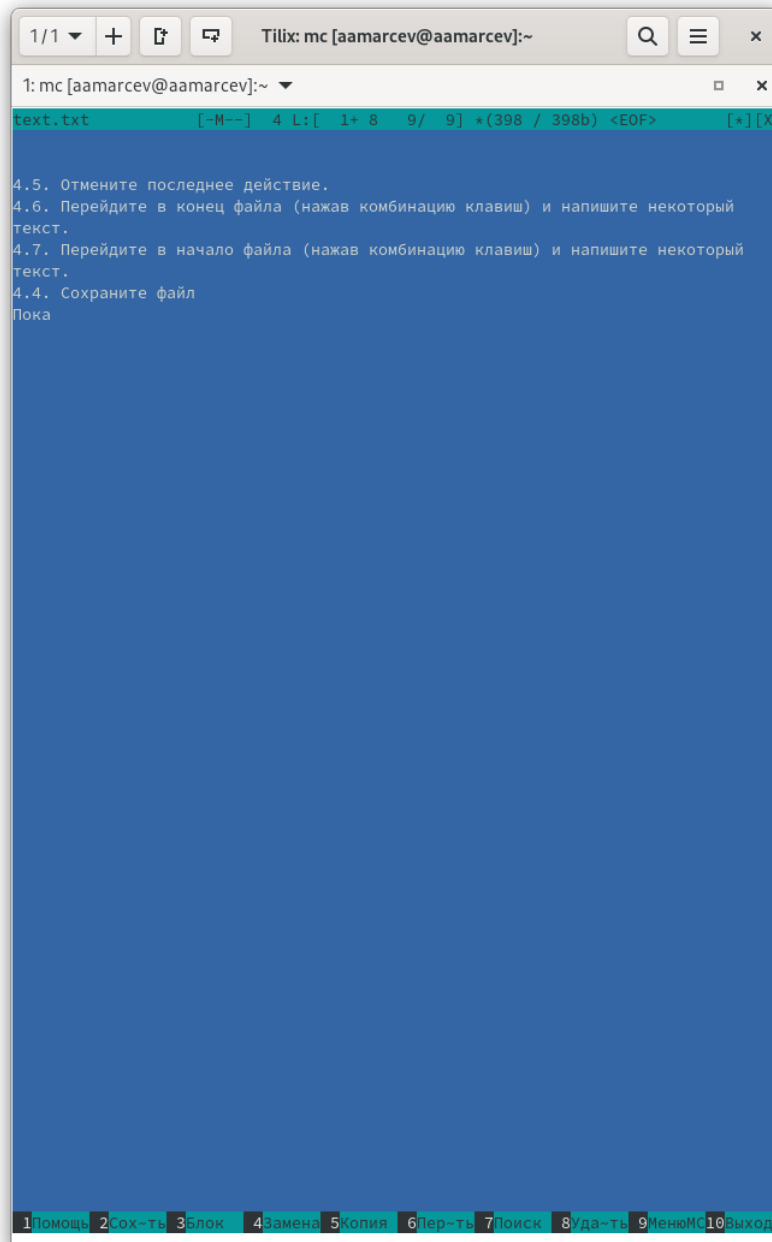 1/1
Tilix: mc [aamarcev@aamarcev]:~
1: mc [aamarcev@aamarcev]:~
text.txt [-M--] 4 L:[ 1+ 8 9/ 9] *(398 / 398b) <EOF> [*][X
4.5. Отмените последнее действие.
4.6. Перейдите в конец файла (нажав комбинацию клавиш) и напишите некоторый
текст.
4.7. Перейдите в начало файла (нажав комбинацию клавиш) и напишите некоторый
текст.
4.4. Сохраните файл
Пока
1Помощь 2Сох~ть 3Блок 4Замена 5Копия 6Пер~ть 7Поиск 8Уда~ть 9МенюMC 10Выход